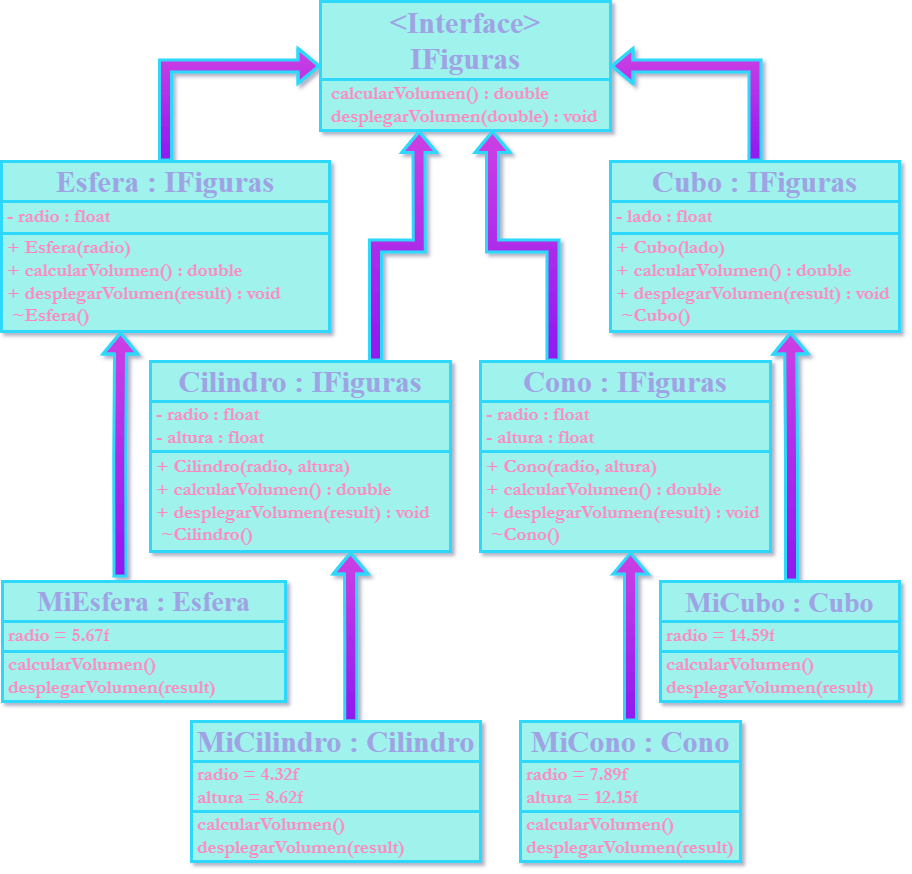 <Interface>
IFiguras
calcularVolumen() : double
desplegarVolumen(double) : void
Esfera : IFiguras
- radio : float
+ Esfera(radio)
+ calcularVolumen() : double
+ desplegarVolumen(result) : void
~Esfera()
Cubo : IFiguras
- lado : float
+ Cubo(lado)
+ calcularVolumen() : double
+ desplegarVolumen(result) : void
~Cubo()
Cilindro : IFiguras
- radio : float
- altura : float
+ Cilindro(radio, altura)
+ calcularVolumen() : double
+ desplegarVolumen(result) : void
~Cilindro()
Cono : IFiguras
- radio : float
- altura : float
+ Cono(radio, altura)
+ calcularVolumen() : double
+ desplegarVolumen(result) : void
~Cono()
MiEsfera : Esfera
radio = 5.67f
calcularVolumen()
desplegarVolumen(result)
MiCubo : Cubo
radio = 14.59f
calcularVolumen()
desplegarVolumen(result)
MiCilindro : Cilindro
radio = 4.32f
altura = 8.62f
calcularVolumen()
desplegarVolumen(result)
MiCono : Cono
radio = 7.89f
altura = 12.15f
calcularVolumen()
desplegarVolumen(result)